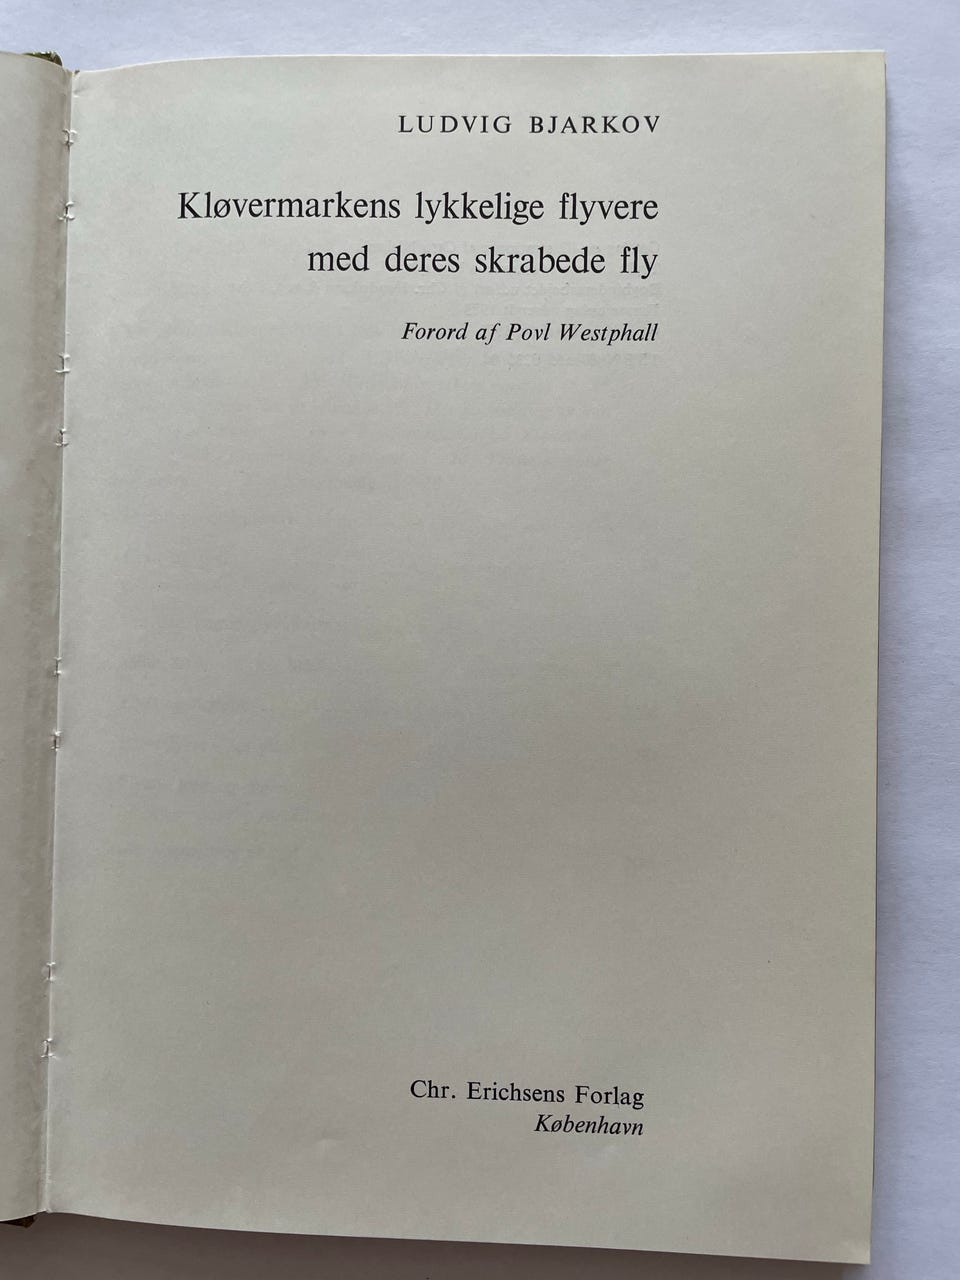 LUDVIG BJARKOV
Kløvermarkens lykkelige flyvere
med deres skrabede fly
Forord af Povl Westphall
Chr. Erichsens Forlag
København